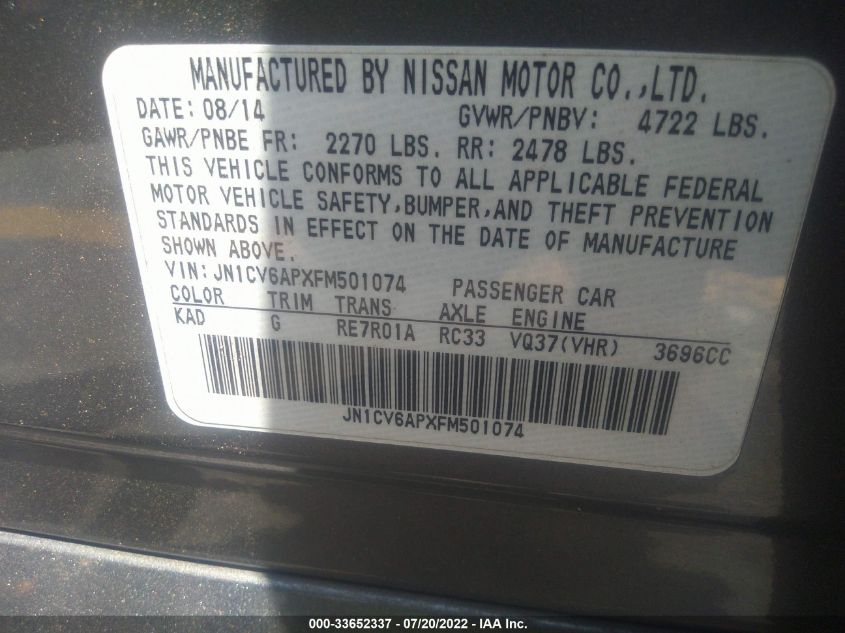 MANUFACTURED BY NISSAN MOTOR CO.,LTD.
DATE: 08/14 GVWR/PNBV: 4722 LBS.
GAWR/PNBE FR: 2270 LBS. RR: 2478 LBS.
THIS VEHICLE CONFORMS TO ALL APPLICABLE FEDERAL
MOTOR VEHICLE SAFETY,BUMPER,AND THEFT PREVENTION
STANDARDS IN EFFECT ON THE DATE OF MANUFACTURE
SHOWN ABOVE.
VIN:JN1CV6APXFM501074 PASSENGER CAR
COLOR TRIM TRANS AXLE ENGINE
KAD G RE7R01A RC33 VQ37(VHR) 3696CC
JN1CV6APXFM501074
000-33652337 - 07/20/2022 - IAA Inc.